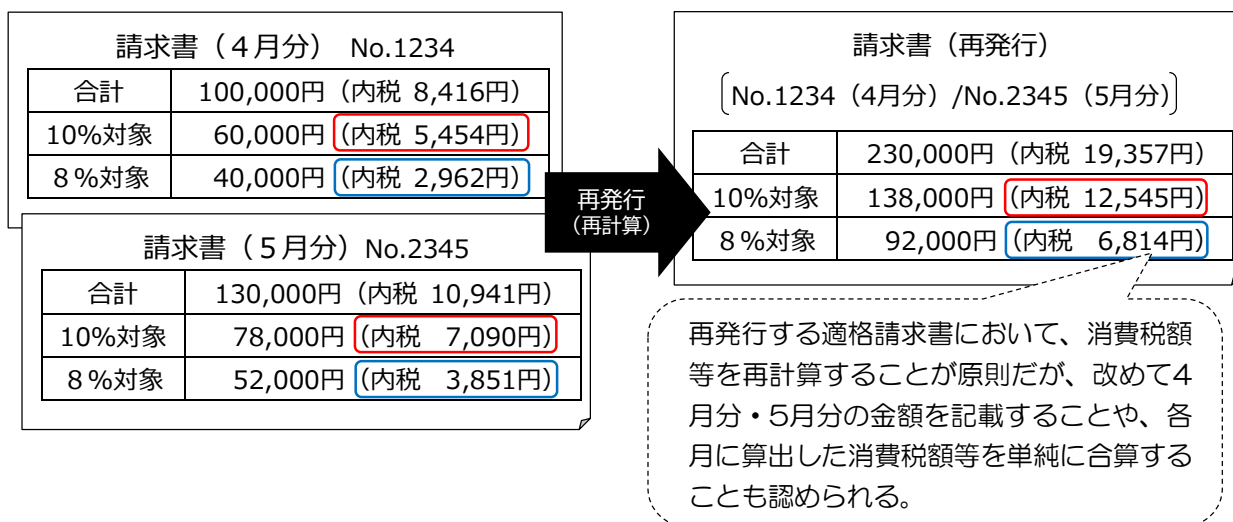 請求書（４月分） No.1234
合計 100,000円（内税 8,416円）
10%対象 60,000円（内税 5,454円）
８%対象 40,000円（内税 2,962円）
請求書（５月分）No.2345
合計 130,000円（内税 10,941円）
10%対象 78,000円（内税 7,090円）
８%対象 52,000円（内税 3,851円）
再発行
（再計算）
請求書（再発行）
No.1234（4月分）/No.2345（5月分）
合計 230,000円（内税 19,357円）
10%対象 138,000円（内税 12,545円）
８%対象 92,000円（内税 6,814円）
再発行する適格請求書において、消費税額
等を再計算することが原則だが、改めて4
月分・5月分の金額を記載することや、各
月に算出した消費税額等を単純に合算する
ことも認められる。